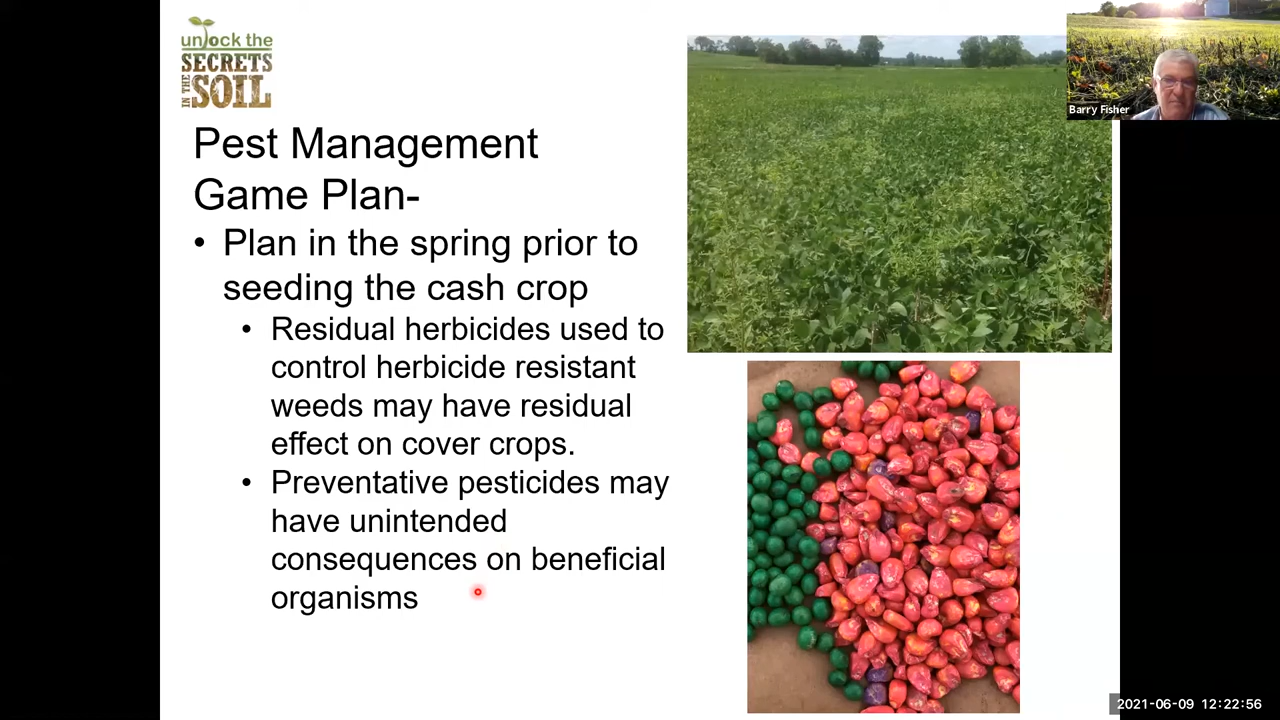 unlock the
SECRETS
IN THE
SOIL
Barry Fisher
Pest Management
Game Plan-
• Plan in the spring prior to
seeding the cash crop
• Residual herbicides used to
control herbicide resistant
weeds may have residual
effect on cover crops.
• Preventative pesticides may
have unintended
consequences on beneficial
organisms
2021-06-09 12:22:56